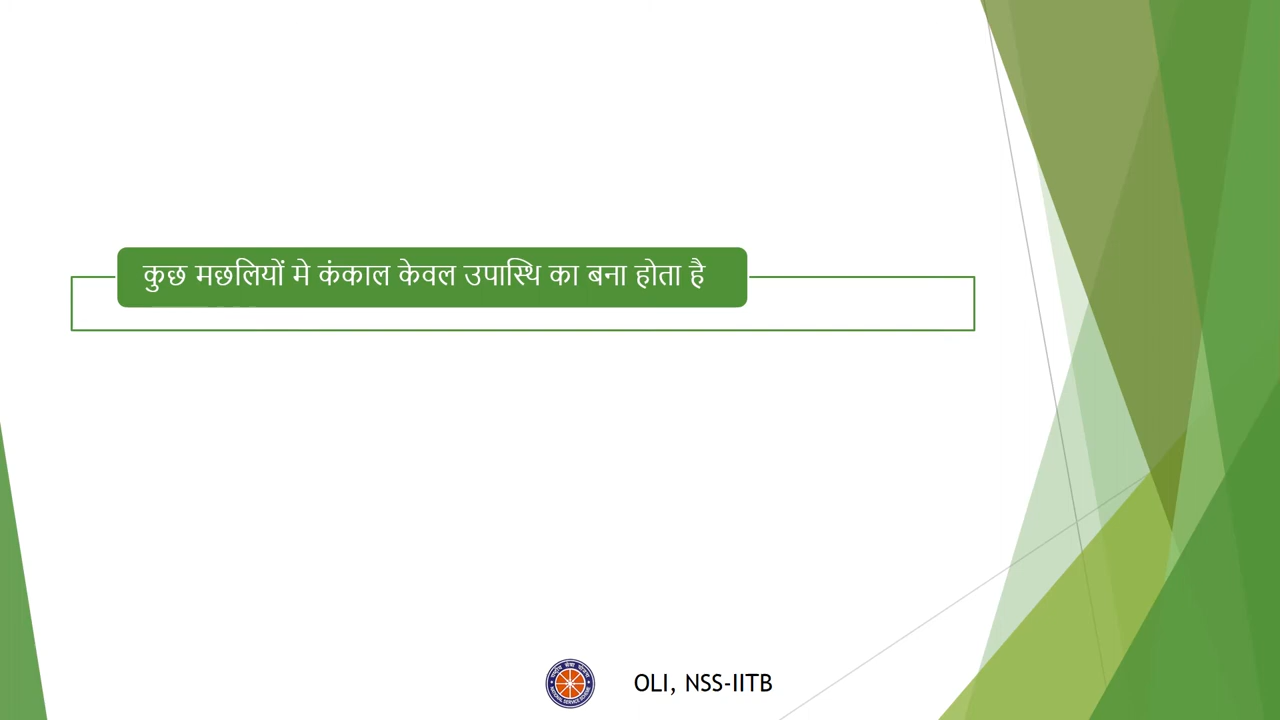 कुछ मछलियों मे कंकाल केवल उपास्थि का बना होता है
OLI, NSS-IITB